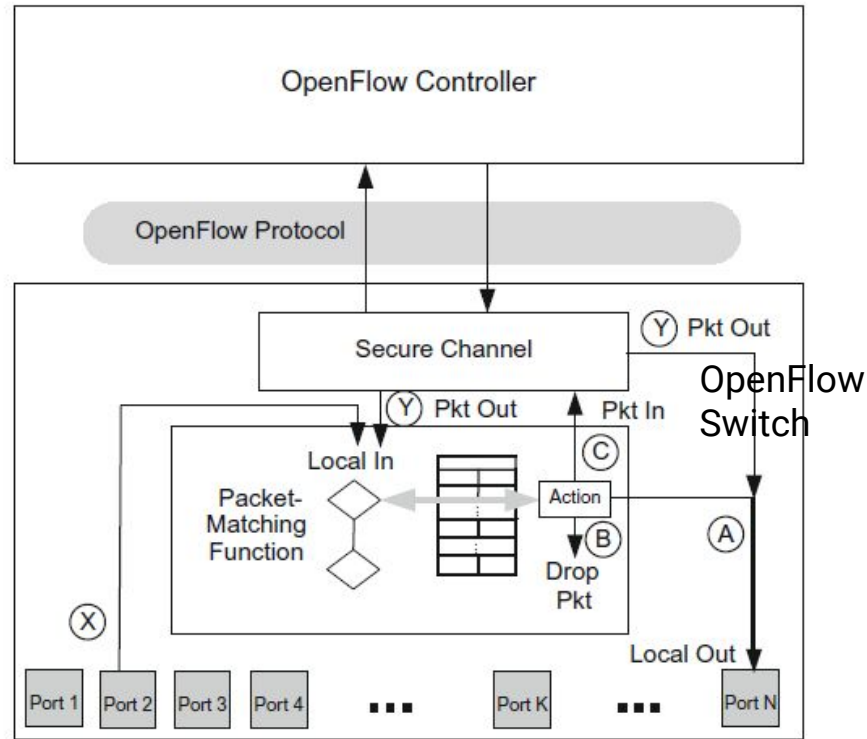 OpenFlow Controller
OpenFlow Protocol
Secure Channel
Y Pkt Out
OpenFlow
Switch
Y Pkt Out
Pkt In
Local In
C
Packet-
Matching
Function
Action
A
B
Drop
Pkt
X
Local Out
Port 1
Port 2
Port 3
Port 4
...
Port K
...
Port N